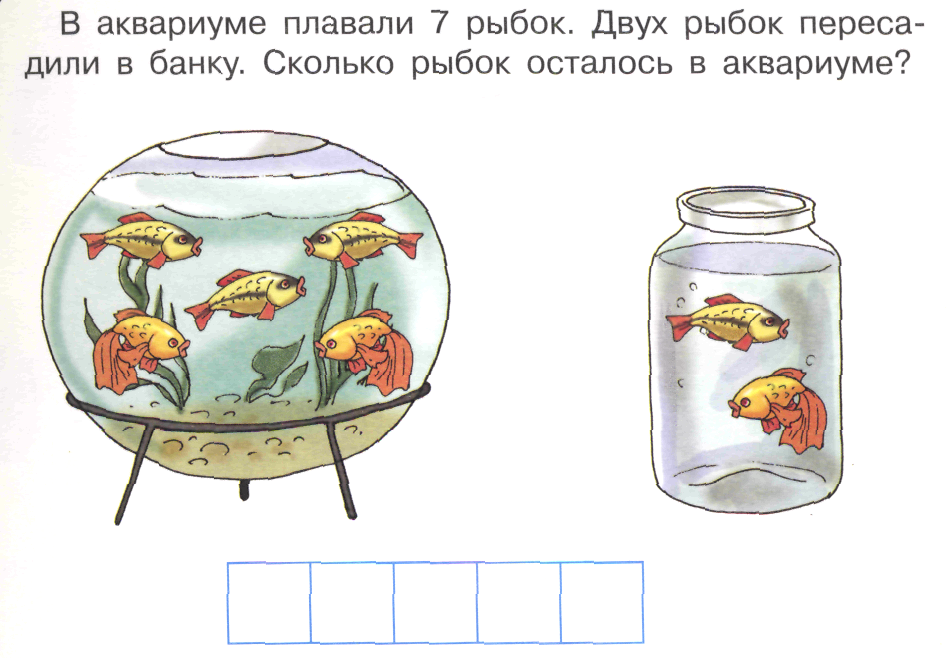 В аквариуме плавали 7 рыбок. Двух рыбок переса-
дили в банку. Сколько рыбок осталось в аквариуме?